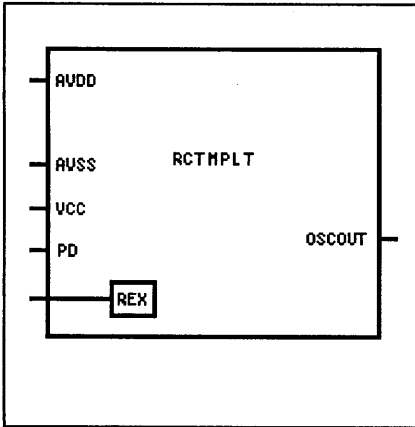 AVDD
AVSS
RCTMPLT
VCC
OSCOUT
PD
REX